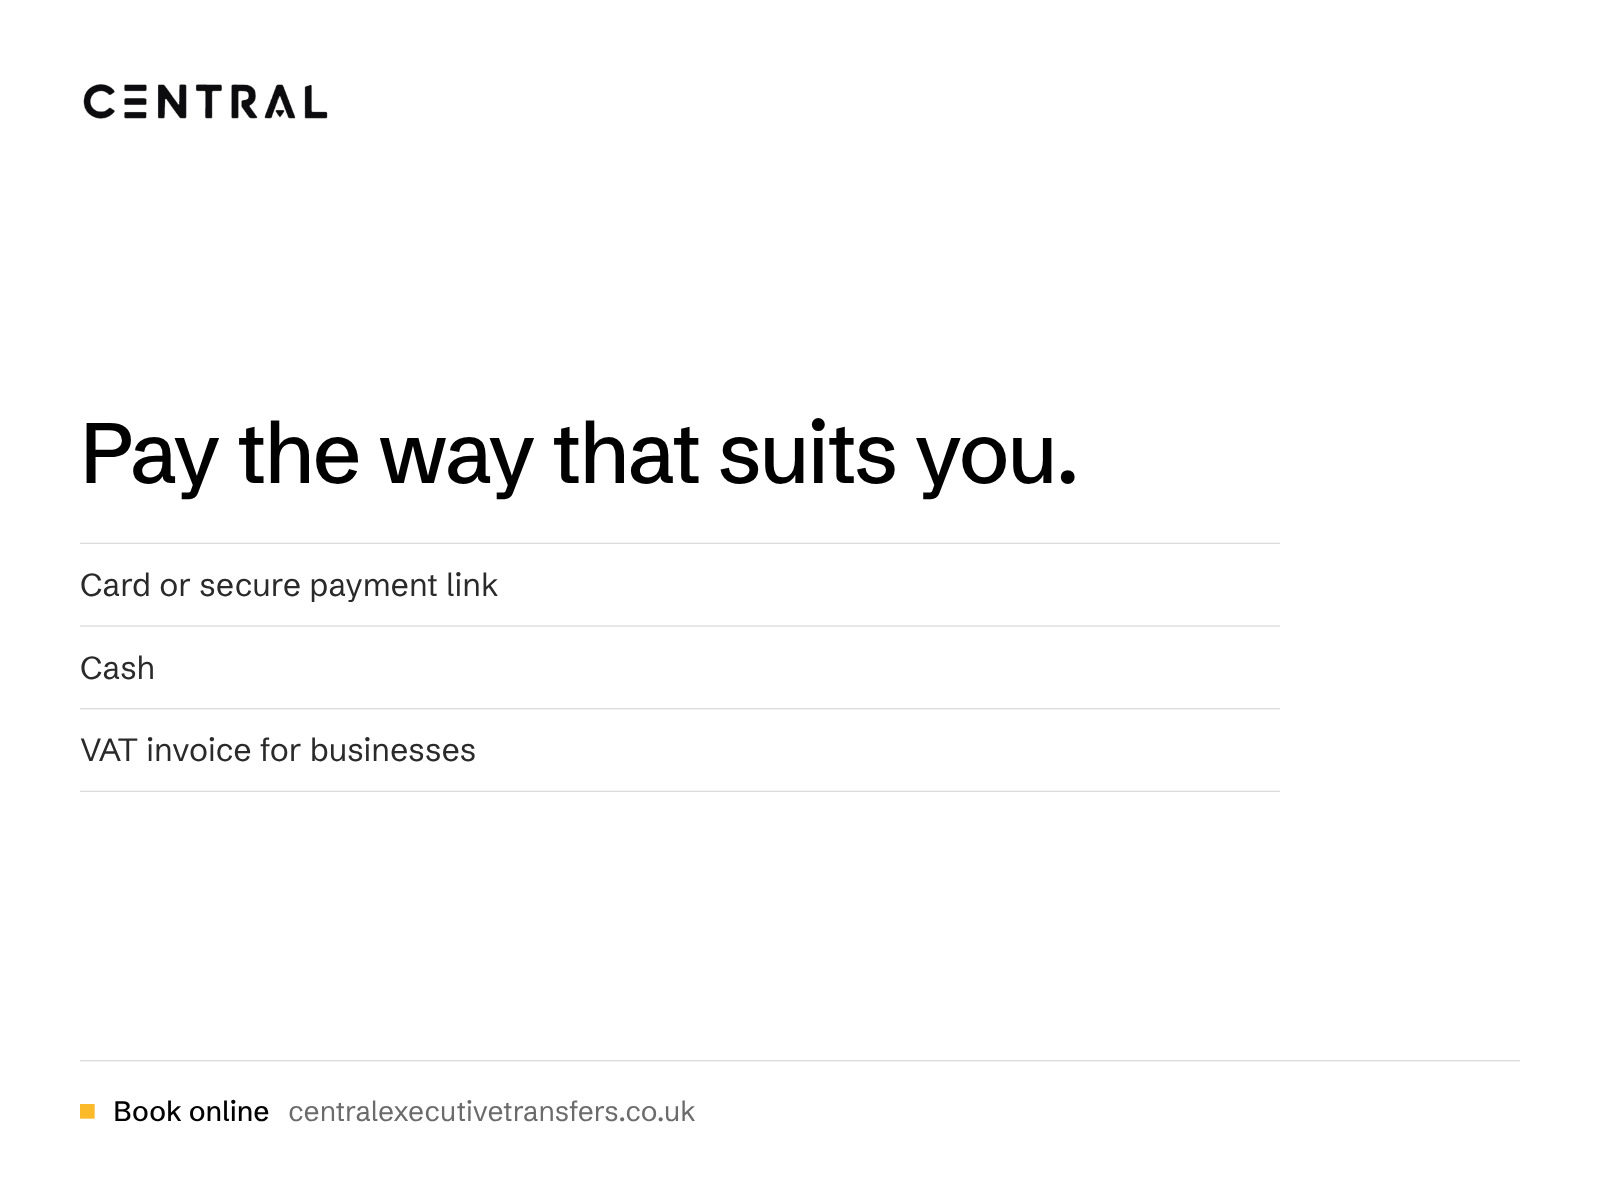 CENTRAL
Pay the way that suits you.
Card or secure payment link
Cash
VAT invoice for businesses
Book online centralexecutivetransfers.co.uk